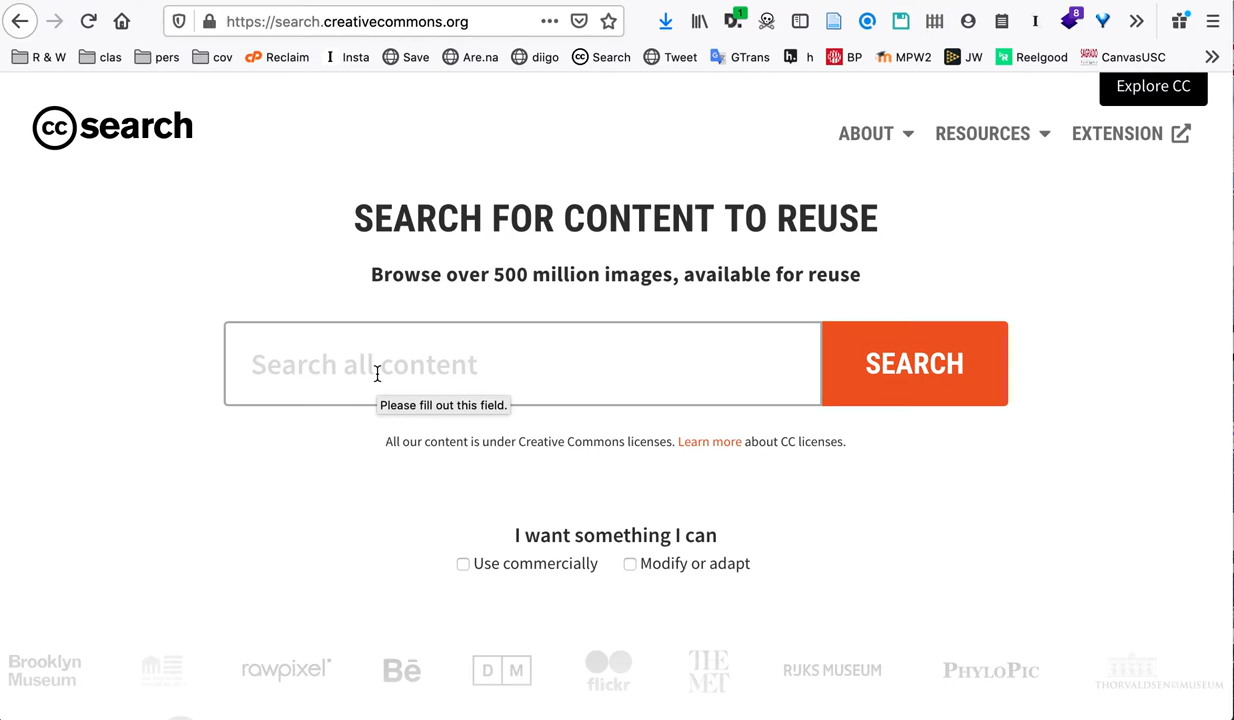 https://search.creativecommons.org
1
8
R & W clas pers cov Reclaim Insta Save Are.na diigo Search Tweet GTrans h BP MPW2 JW Reelgood CanvasUSC
Explore CC
cc search
ABOUT RESOURCES EXTENSION
SEARCH FOR CONTENT TO REUSE
Browse over 500 million images, available for reuse
Search all content
SEARCH
Please fill out this field.
All our content is under Creative Commons licenses. Learn more about CC licenses.
I want something I can
Use commercially Modify or adapt
Brooklyn Museum
rawpixel
Bē
D M
flickr
THE MET
RIJKS MUSEUM
PHYLOPIC
THORVALDSENS MUSEUM